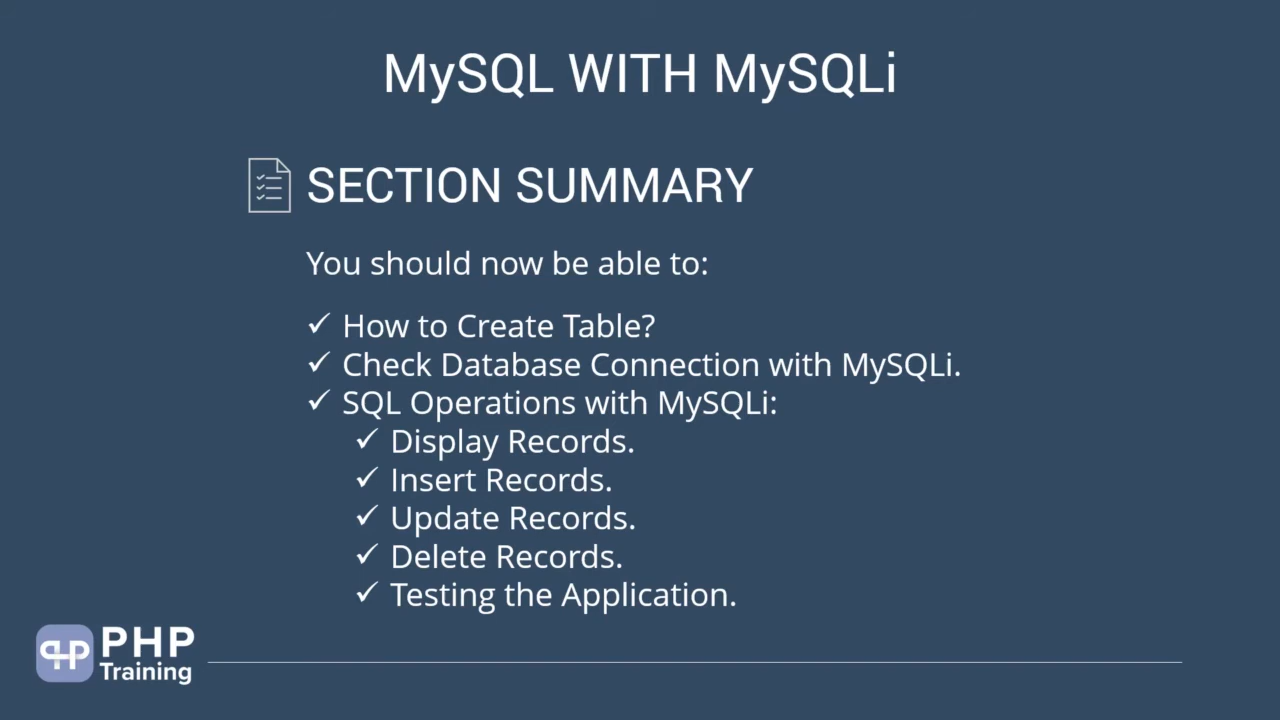 MySQL WITH MySQLi
SECTION SUMMARY
You should now be able to:
✓ How to Create Table?
✓ Check Database Connection with MySQLi.
✓ SQL Operations with MySQLi:
✓ Display Records.
✓ Insert Records.
✓ Update Records.
✓ Delete Records.
✓ Testing the Application.
PHP
Training